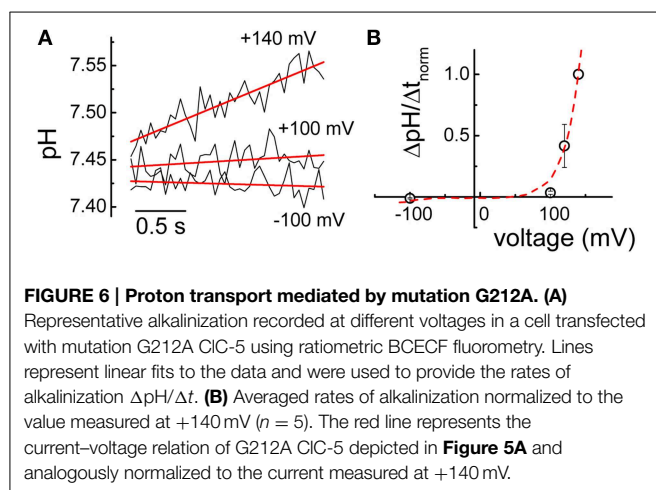 A
7.55
7.50
7.45
7.40
pH
+140 mV
+100 mV
-100 mV
0.5 s
B
ΔpH/Δt_norm
1.0
0.5
-100
0
100
voltage (mV)
FIGURE 6 | Proton transport mediated by mutation G212A. (A)
Representative alkalinization recorded at different voltages in a cell transfected
with mutation G212A ClC-5 using ratiometric BCECF fluorometry. Lines
represent linear fits to the data and were used to provide the rates of
alkalinization ΔpH/Δt. (B) Averaged rates of alkalinization normalized to the
value measured at +140 mV (n = 5). The red line represents the
current–voltage relation of G212A ClC-5 depicted in Figure 5A and
analogously normalized to the current measured at +140 mV.